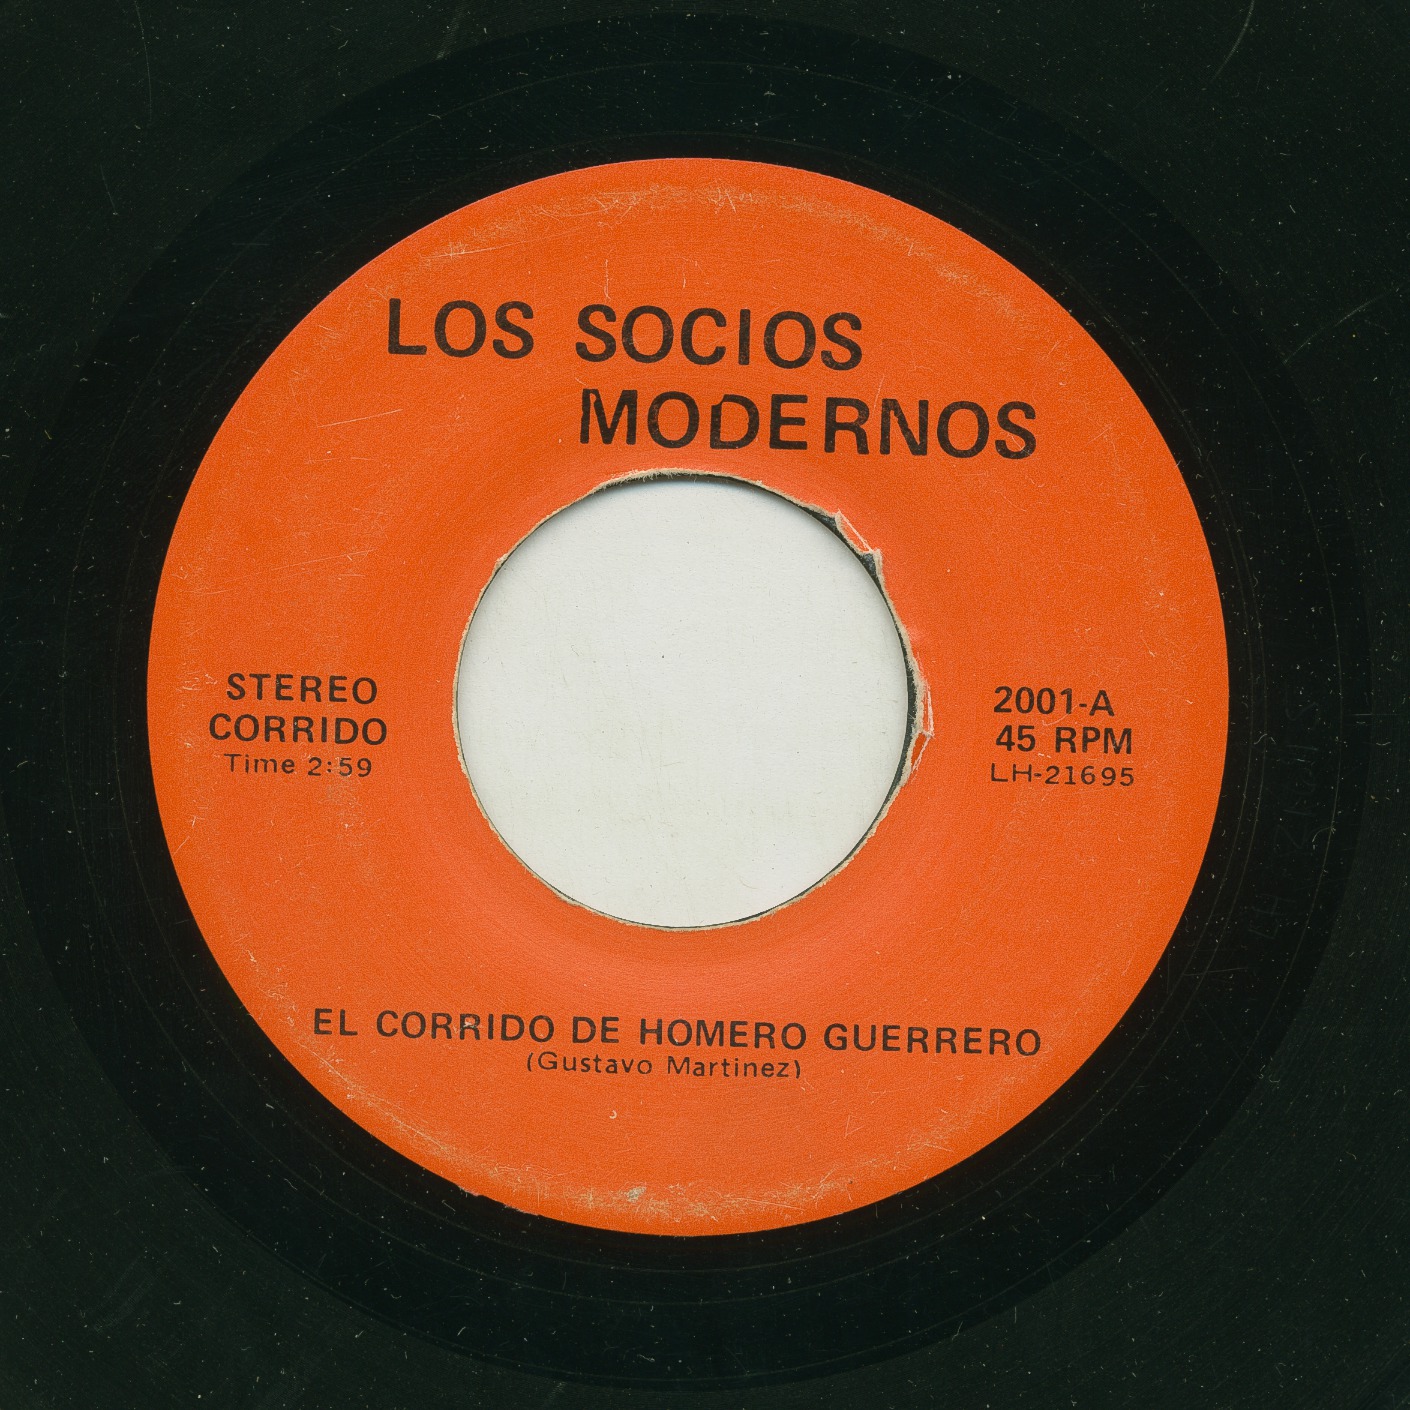 LOS SOCIOS
MODERNOS
STEREO
CORRIDO
Time 2:59
2001-A
45 RPM
LH-21695
EL CORRIDO DE HOMERO GUERRERO
(Gustavo Martinez)